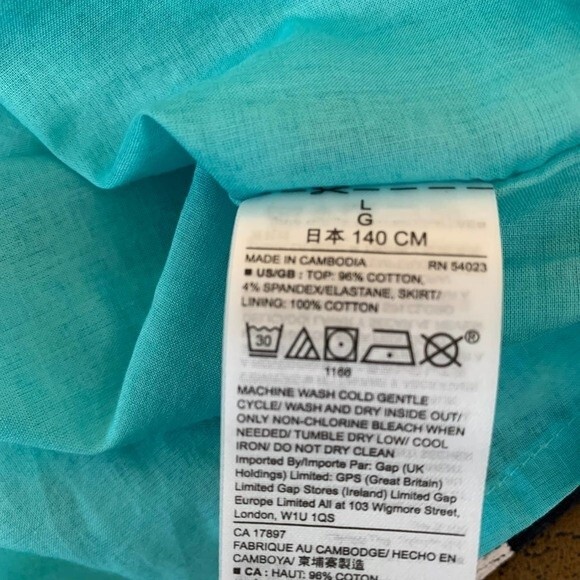 L
G
日本 140 CM
MADE IN CAMBODIA RN 54023
■ US/GB : TOP: 96% COTTON,
4% SPANDEX/ELASTANE, SKIRT/
LINING: 100% COTTON
30 ®
1166
MACHINE WASH COLD GENTLE
CYCLE/ WASH AND DRY INSIDE OUT/
ONLY NON-CHLORINE BLEACH WHEN
NEEDED/ TUMBLE DRY LOW/ COOL
IRON/ DO NOT DRY CLEAN
Imported By/Importe Par: Gap (UK
Holdings) Limited: GPS (Great Britain)
Limited Gap Stores (Ireland) Limited Gap
Europe Limited All at 103 Wigmore Street,
London, W1U 1QS
CA 17897
FABRIQUE AU CAMBODGE/ HECHO EN
CAMBOYA/ 柬埔寨製造
■ CA : HAUT: 96% COTON